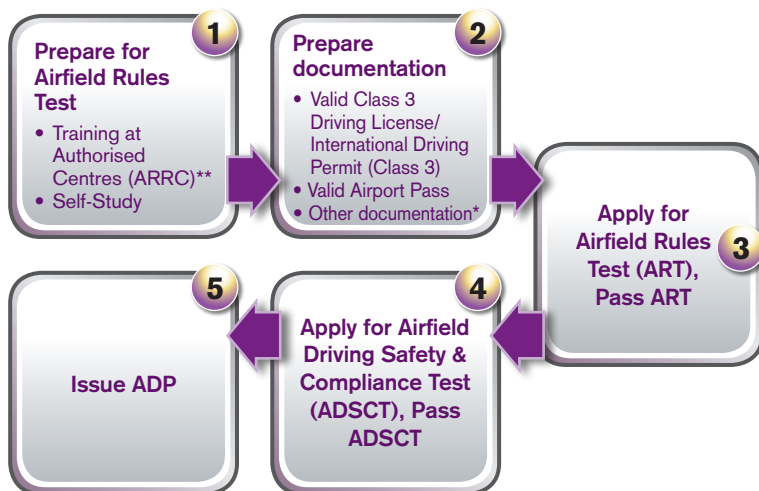 1
Prepare for
Airfield Rules
Test
• Training at
Authorised
Centres (ARRC)**
• Self-Study
2
Prepare
documentation
• Valid Class 3
Driving License/
International Driving
Permit (Class 3)
• Valid Airport Pass
• Other documentation*
3
Apply for
Airfield Rules
Test (ART),
Pass ART
4
Apply for Airfield
Driving Safety &
Compliance Test
(ADSCT), Pass
ADSCT
5
Issue ADP